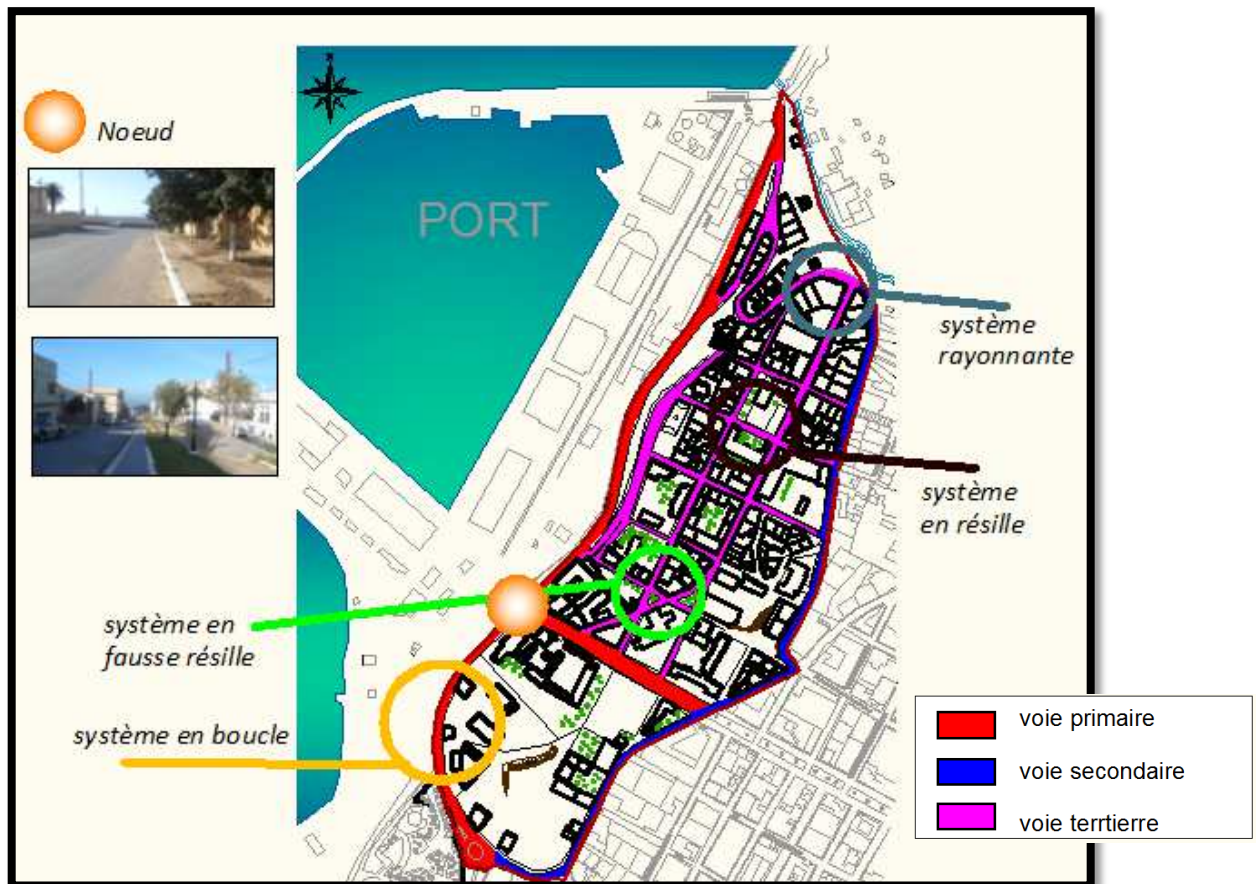 Noeud
PORT
système
rayonnante
système
en résille
système en
fausse résille
système en boucle
voie primaire
voie secondaire
voie terrtierre